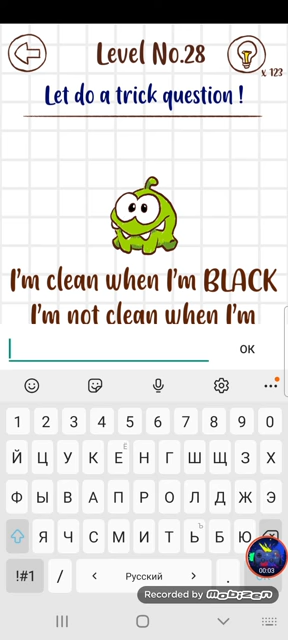 Level No.28
x 123
Let do a trick question !
I'm clean when I'm BLACK
I'm not clean when I'm
OK
1 2 3 4 5 6 7 8 9 0
Й Ц У К Е Ё Н Г Ш Щ З Х
Ф Ы В А П Р О Л Д Ж Э
Я Ч С М И Т Ь Ъ Б Ю
!#1 / < Русский > .
00:03
Recorded by Mobizen